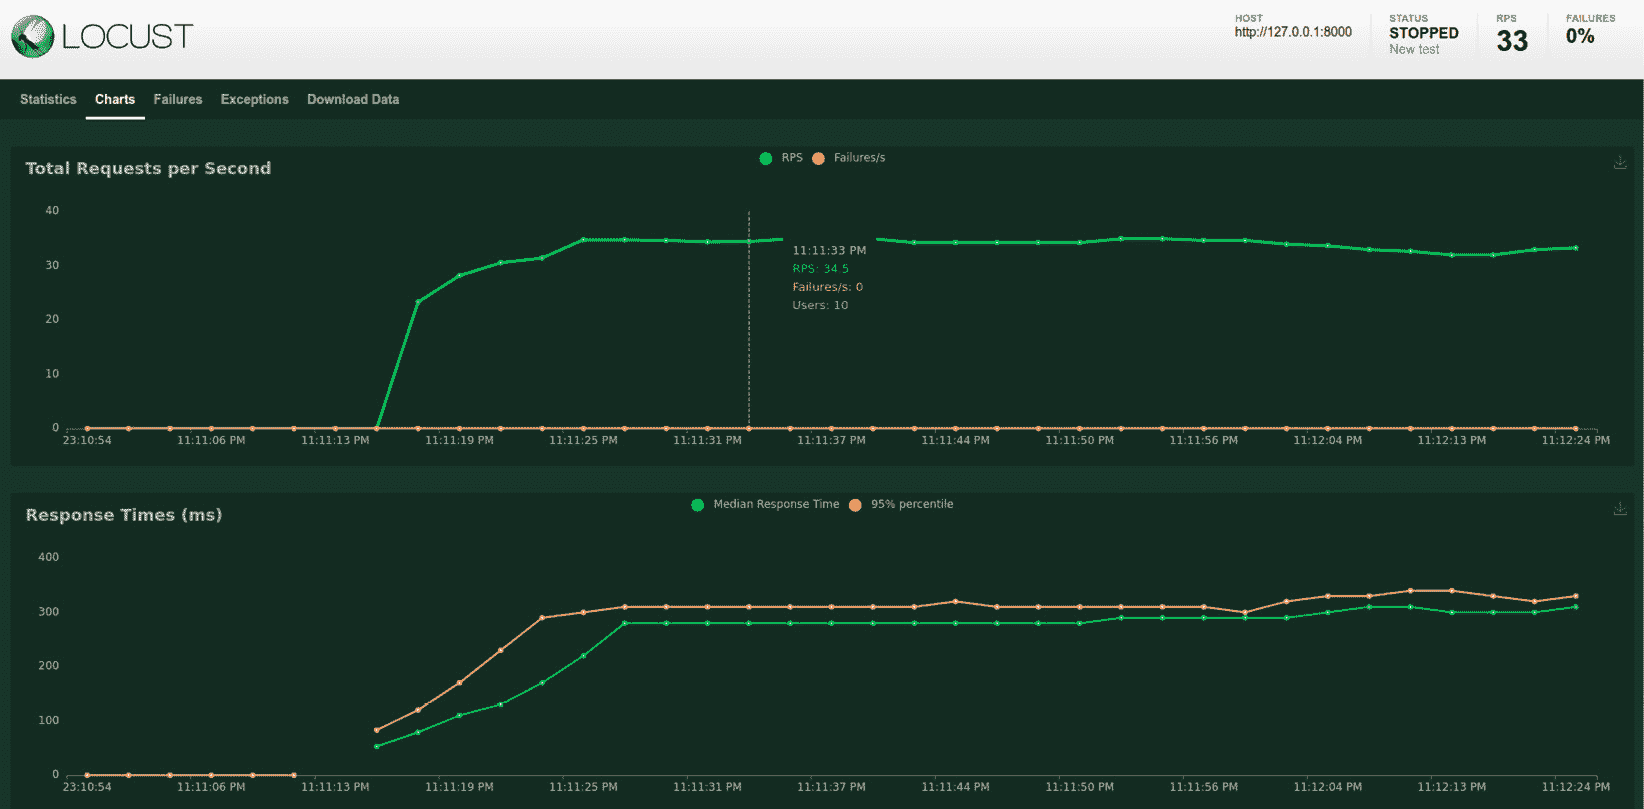 LOCUST
HOST
http://127.0.0.1:8000
STATUS
STOPPED
New test
RPS
33
FAILURES
0%
Statistics Charts Failures Exceptions Download Data
Total Requests per Second
RPS Failures/s
40
30
20
10
0
11:11:33 PM
RPS: 34.5
Failures/s: 0
Users: 10
23:10:54 11:11:06 PM 11:11:13 PM 11:11:19 PM 11:11:25 PM 11:11:31 PM 11:11:37 PM 11:11:44 PM 11:11:50 PM 11:11:56 PM 11:12:04 PM 11:12:13 PM 11:12:24 PM
Response Times (ms)
Median Response Time 95% percentile
400
300
200
100
0
23:10:54 11:11:06 PM 11:11:13 PM 11:11:19 PM 11:11:25 PM 11:11:31 PM 11:11:37 PM 11:11:44 PM 11:11:50 PM 11:11:56 PM 11:12:04 PM 11:12:13 PM 11:12:24 PM